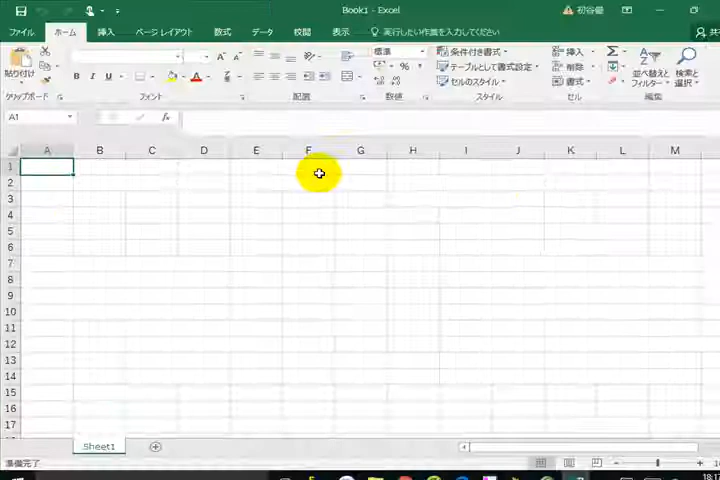 Book1 - Excel
初谷優
ファイル ホーム 挿入 ページ レイアウト 数式 データ 校閲 表示 実行したい作業を入力してください 共
標準 条件付き書式 挿入
貼り付け B I U A % テーブルとして書式設定 削除 並べ替えと フィルター 検索と 選択
セルのスタイル 書式
クリップボード フォント 配置 数値 スタイル セル 編集
A1 fx
A B C D E F G H I J K L M
1
2
3
4
5
6
7
8
9
10
11
12
13
14
15
16
17
Sheet1
準備完了